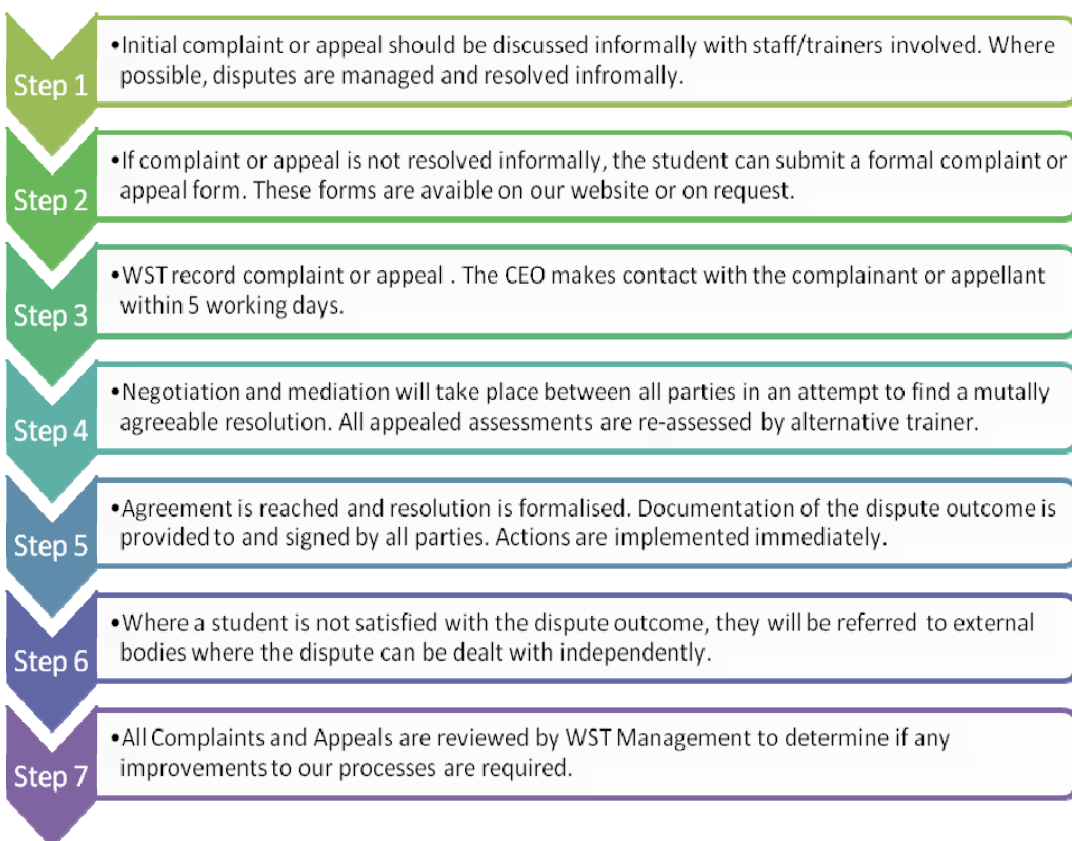 Step 1
•Initial complaint or appeal should be discussed informally with staff/trainers involved. Where
possible, disputes are managed and resolved infromally.
Step 2
•If complaint or appeal is not resolved informally, the student can submit a formal complaint or
appeal form. These forms are avaible on our website or on request.
Step 3
•WST record complaint or appeal . The CEO makes contact with the complainant or appellant
within 5 working days.
Step 4
•Negotiation and mediation will take place between all parties in an attempt to find a mutally
agreeable resolution. All appealed assessments are re-assessed by alternative trainer.
Step 5
•Agreement is reached and resolution is formalised. Documentation of the dispute outcome is
provided to and signed by all parties. Actions are implemented immediately.
Step 6
•Where a student is not satisfied with the dispute outcome, they will be referred to external
bodies where the dispute can be dealt with independently.
Step 7
•All Complaints and Appeals are reviewed by WST Management to determine if any
improvements to our processes are required.